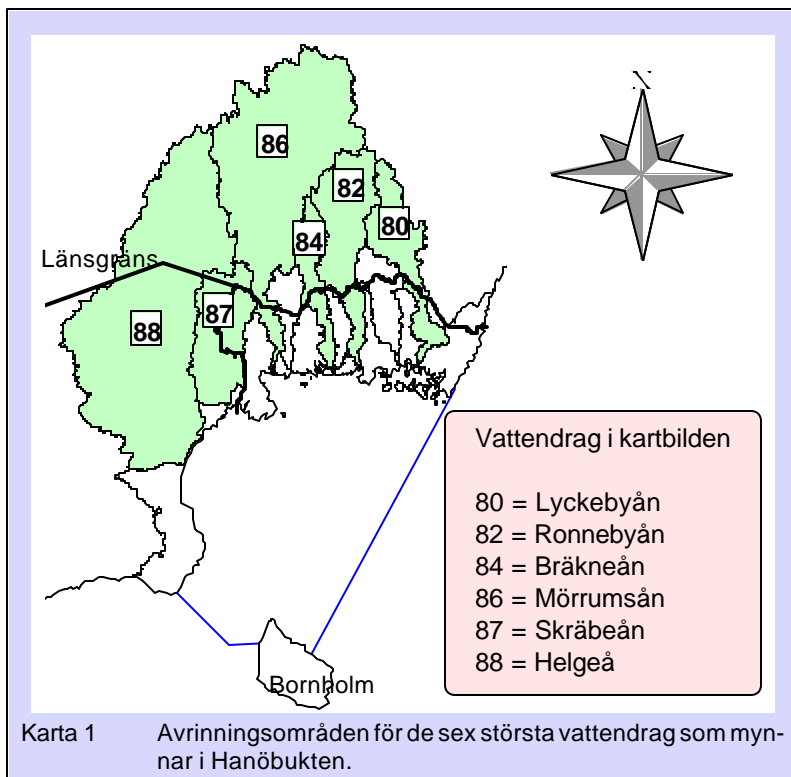 N
86
82
80
84
Länsgräns
87
88
Vattendrag i kartbilden
80 = Lyckebyån
82 = Ronnebyån
84 = Bräkneån
86 = Mörrumsån
87 = Skräbeån
88 = Helgeå
Bornholm
Karta 1 Avrinningsområden för de sex största vattendrag som myn-
nar i Hanöbukten.